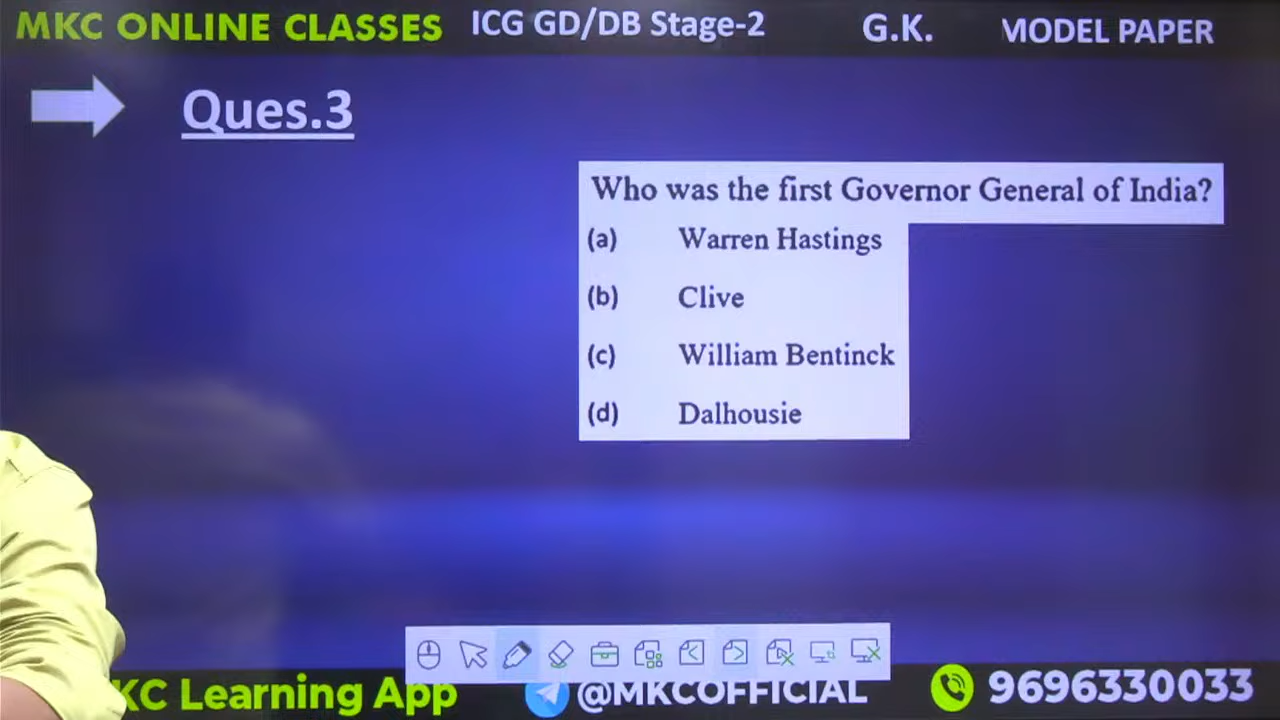 MKC ONLINE CLASSES ICG GD/DB Stage-2 G.K. MODEL PAPER
Ques.3
Who was the first Governor General of India?
(a) Warren Hastings
(b) Clive
(c) William Bentinck
(d) Dalhousie
KC Learning App @MKCOFFICIAL 9696330033